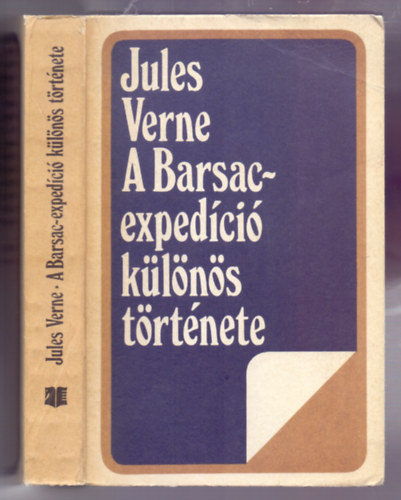 Jules Verne · A Barsac-expedíció különös története
Jules
Verne
A Barsac-
expedíció
különös
története